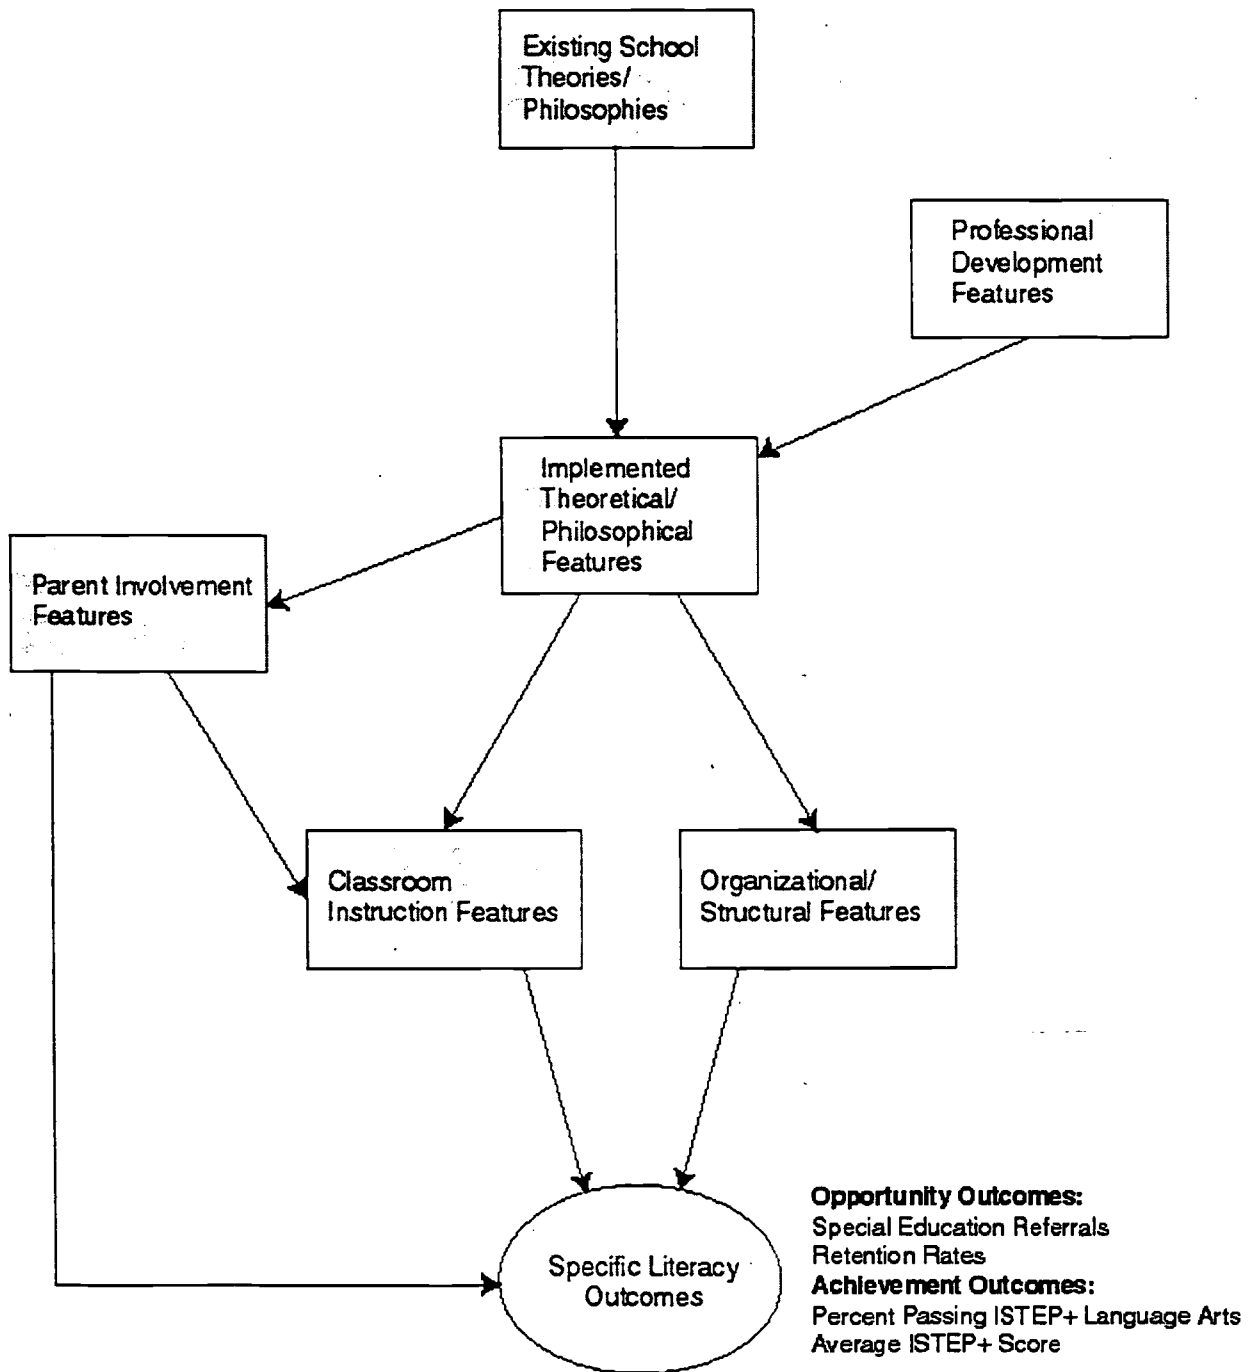 Existing School
Theories/
Philosophies
Professional
Development
Features
Implemented
Theoretical/
Philosophical
Features
Parent Involvement
Features
Classroom
Instruction Features
Organizational/
Structural Features
Specific Literacy
Outcomes
Opportunity Outcomes:
Special Education Referrals
Retention Rates
Achievement Outcomes:
Percent Passing ISTEP+ Language Arts
Average ISTEP+ Score